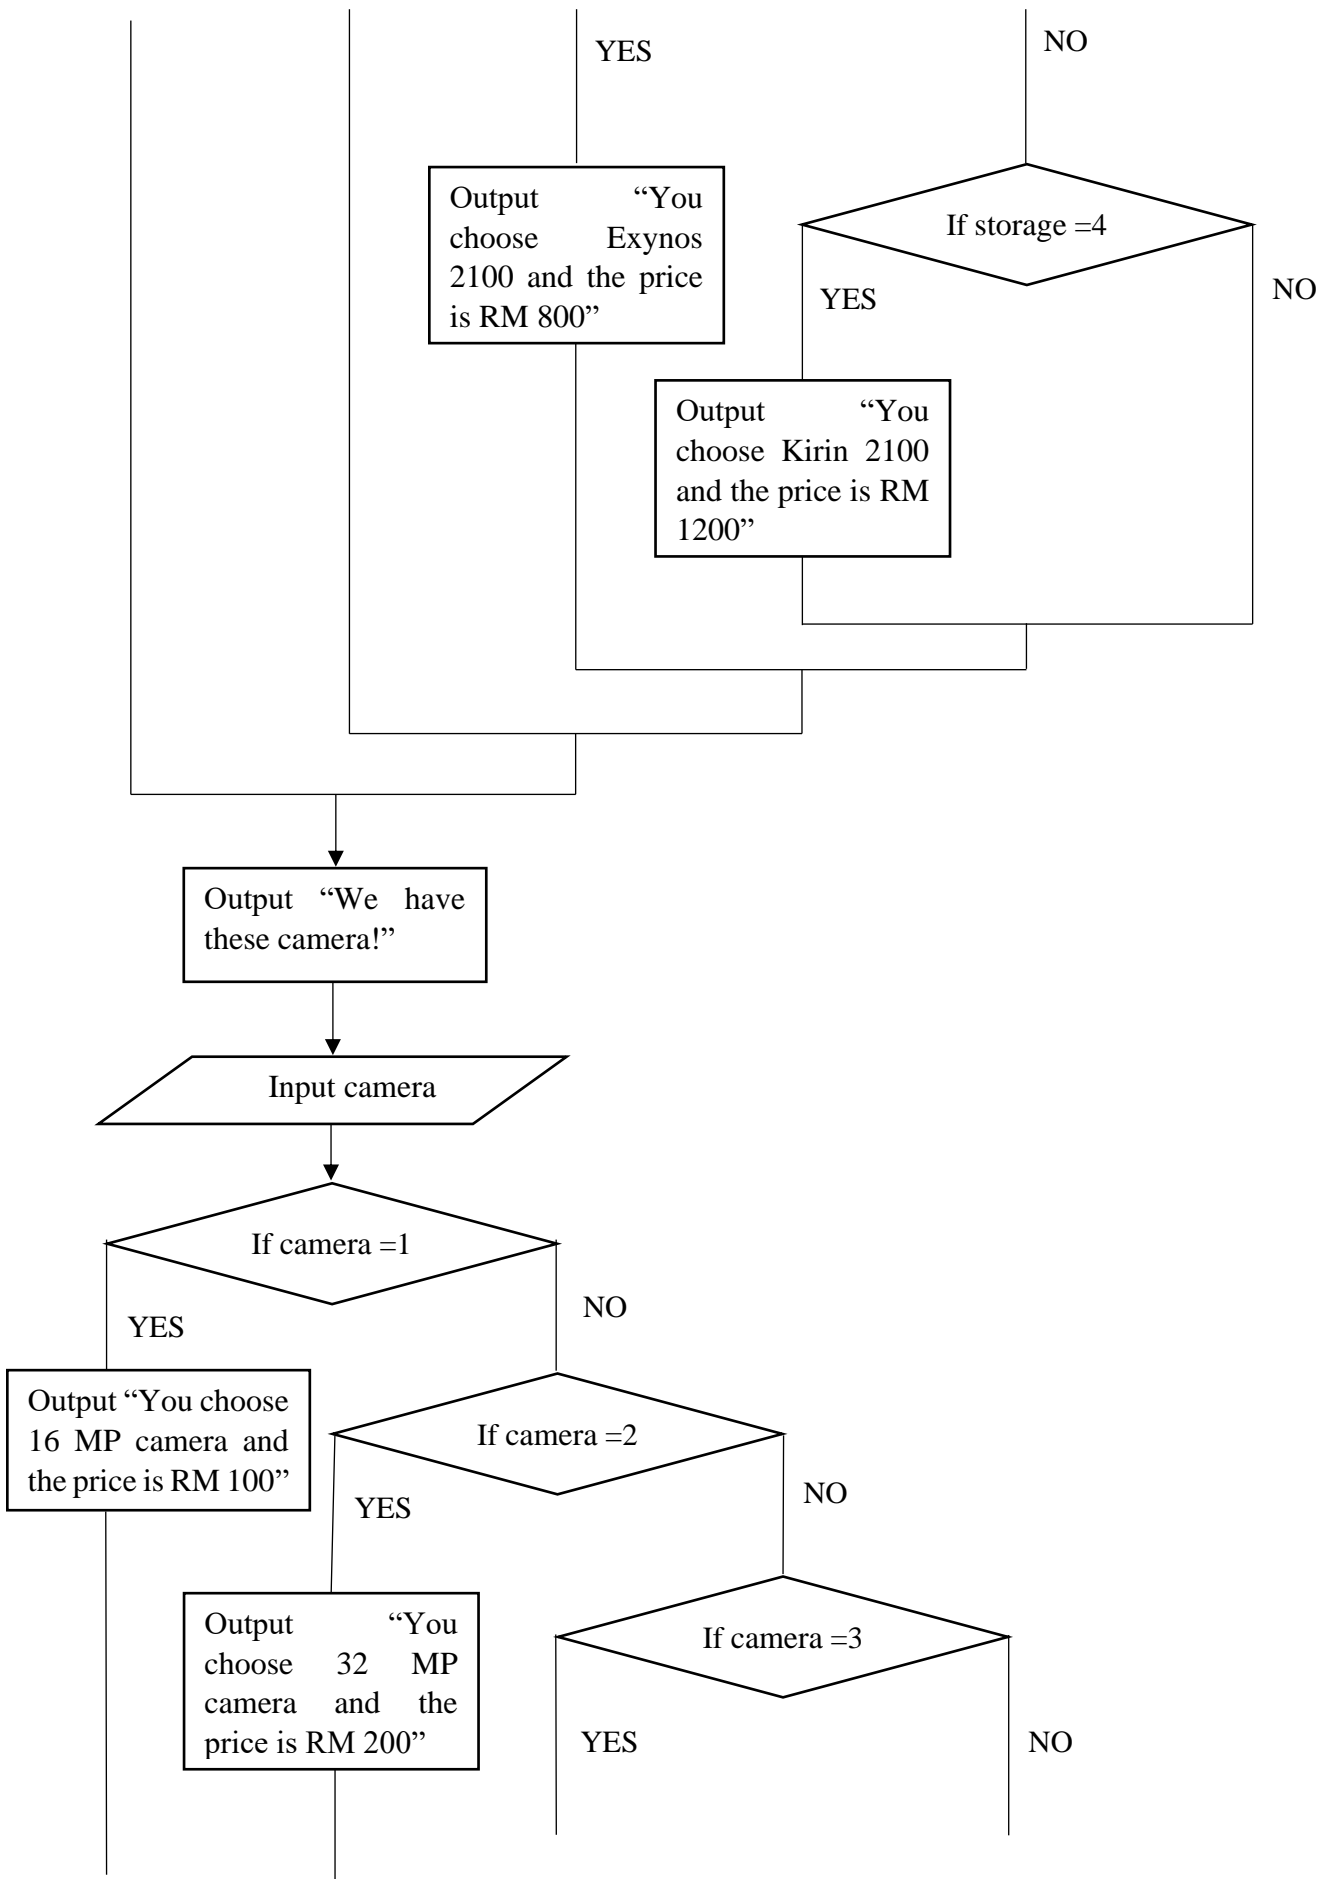 YES
NO
Output “You
choose Exynos
2100 and the price
is RM 800”
If storage =4
YES
NO
Output “You
choose Kirin 2100
and the price is RM
1200”
Output “We have
these camera!”
Input camera
If camera =1
YES
NO
Output “You choose
16 MP camera and
the price is RM 100”
If camera =2
YES
NO
Output “You
choose 32 MP
camera and the
price is RM 200”
If camera =3
YES
NO